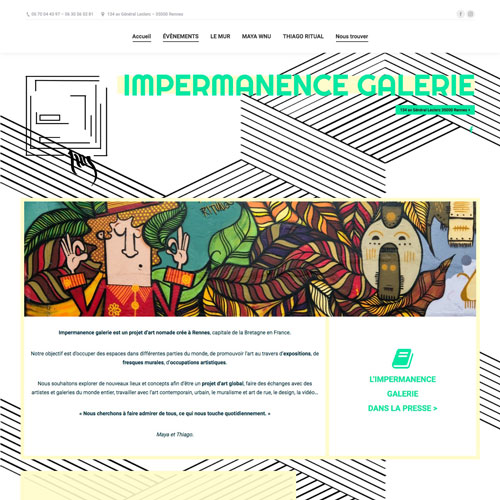 06 70 04 40 97 – 06 30 36 02 81
134 av Général Leclerc – 35000 Rennes
Accueil ÉVÈNEMENTS LE MUR MAYA WNU THIAGO RITUAL Nous trouver
IMPERMANENCE GALERIE
134 av Général Leclerc 35000 Rennes >
Impermanence galerie est un projet d'art nomade crée à Rennes, capitale de la Bretagne en France.
Notre objectif est d'occuper des espaces dans différentes parties du monde, de promouvoir l'art au travers d'expositions, de
fresques murales, d'occupations artistiques.
Nous souhaitons explorer de nouveaux lieux et concepts afin d'être un projet d'art global, faire des échanges avec des
artistes et galeries du monde entier, travailler avec l'art contemporain, urbain, le muralisme et art de rue, le design, la vidéo...
« Nous cherchons à faire admirer de tous, ce qui nous touche quotidiennement. »
Maya et Thiago.
L'IMPERMANENCE
GALERIE
DANS LA PRESSE >